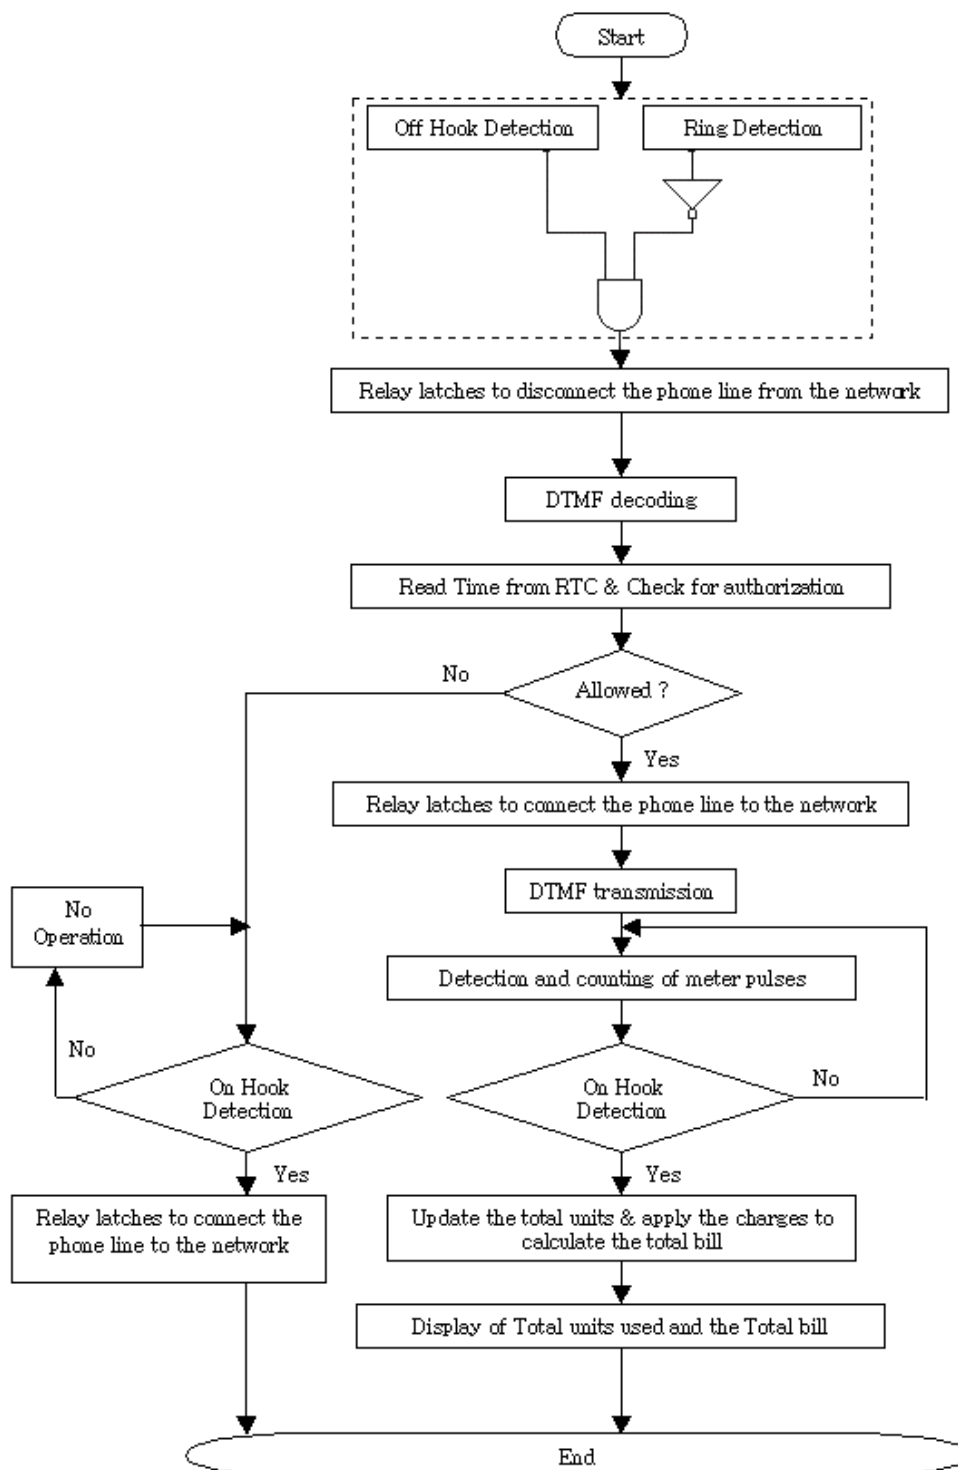 Start
Off Hook Detection
Ring Detection
Relay latches to disconnect the phone line from the network
DTMF decoding
Read Time from RTC & Check for authorization
No
Allowed ?
Yes
Relay latches to connect the phone line to the network
DTMF transmission
No
Operation
Detection and counting of meter pulses
No
On Hook
Detection
On Hook
Detection
No
Yes
Yes
Relay latches to connect the
phone line to the network
Update the total units & apply the charges to
calculate the total bill
Display of Total units used and the Total bill
End